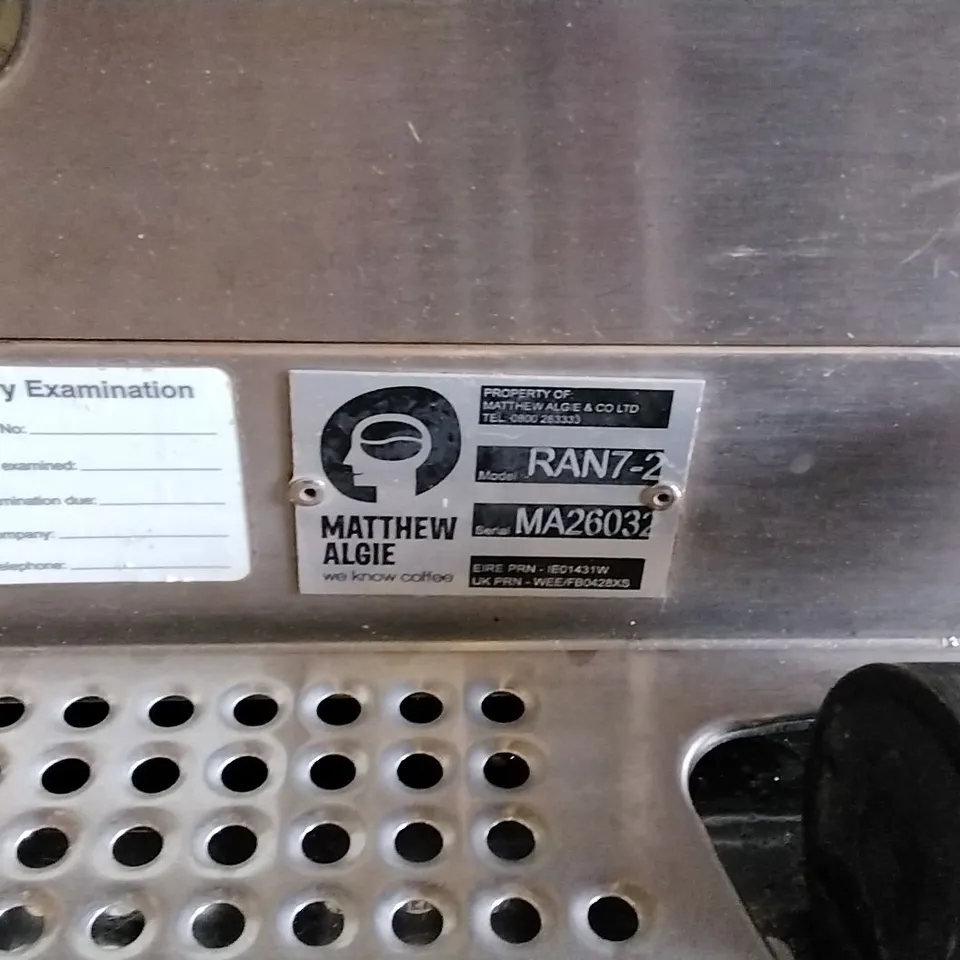 y Examination
No:
examined:
mination due:
mpany:
elephone:
PROPERTY OF:
MATTHEW ALGIE & CO LTD
TEL: 0800 263333
Model RAN7-2
Serial MA26032
MATTHEW
ALGIE
we know coffee
EIRE PRN - IE01431W
UK PRN - WEE/FB0428XS